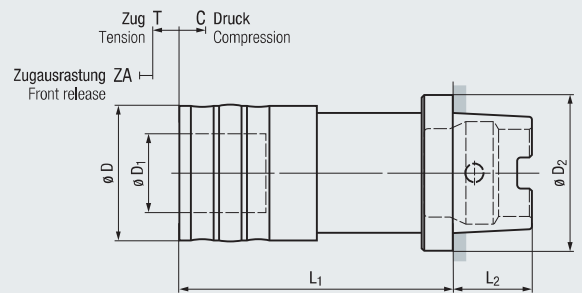 Zug T C Druck
Tension Compression
Zugausrastung ZA
Front release
ø D
ø D₁
ø D₂
L₁
L₂